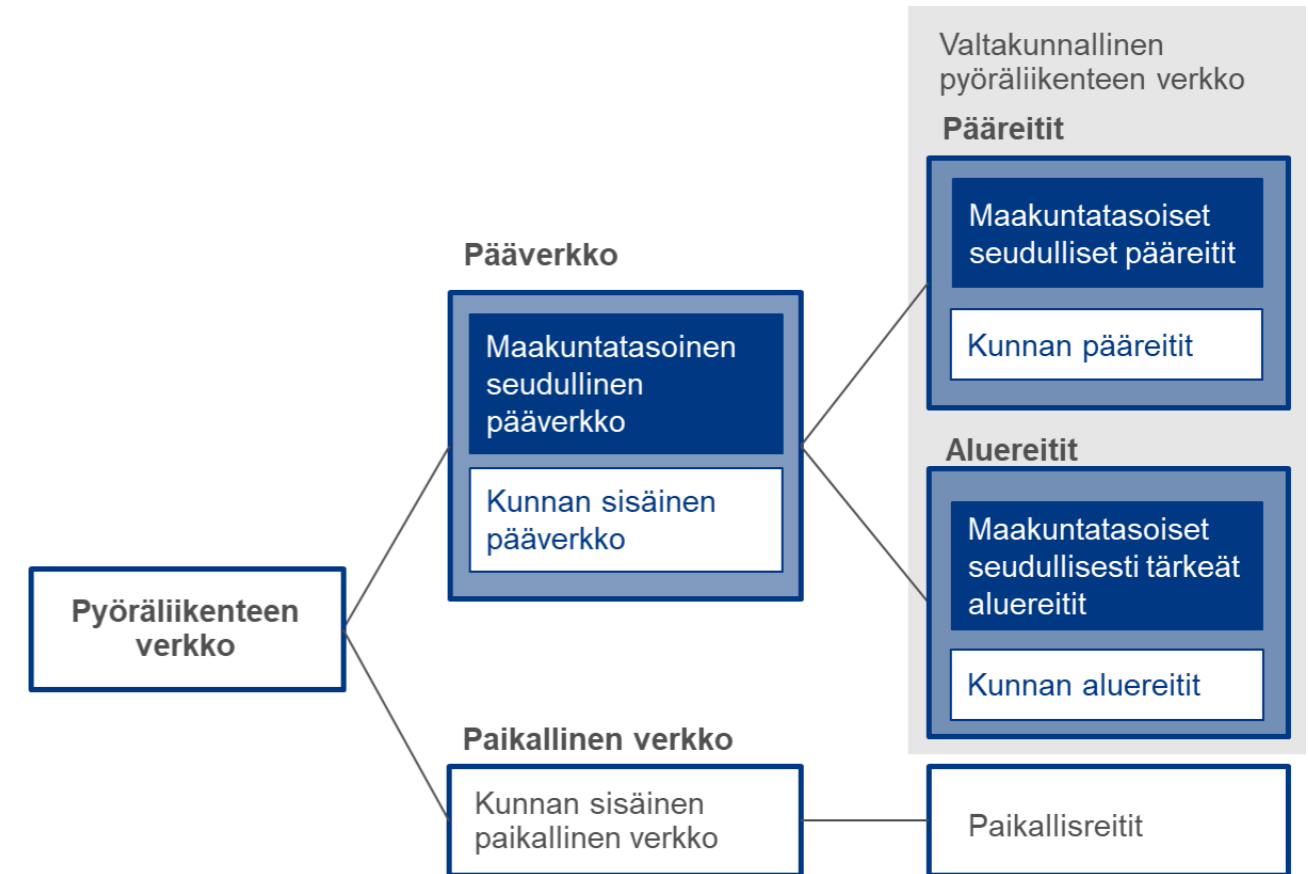 Valtakunnallinen
pyöräliikenteen verkko
Pääreitit
Maakuntatasoiset
seudulliset pääreitit
Kunnan pääreitit
Pääverkko
Maakuntatasoinen
seudullinen
pääverkko
Kunnan sisäinen
pääverkko
Aluereitit
Maakuntatasoiset
seudullisesti tärkeät
aluereitit
Kunnan aluereitit
Pyöräliikenteen
verkko
Paikallinen verkko
Kunnan sisäinen
paikallinen verkko
Paikallisreitit